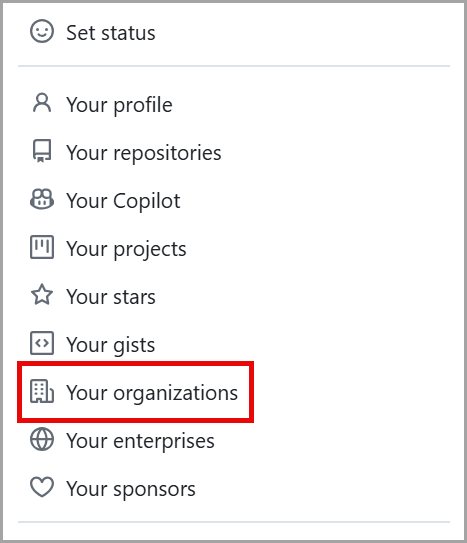 Set status
Your profile
Your repositories
Your Copilot
Your projects
Your stars
Your gists
Your organizations
Your enterprises
Your sponsors